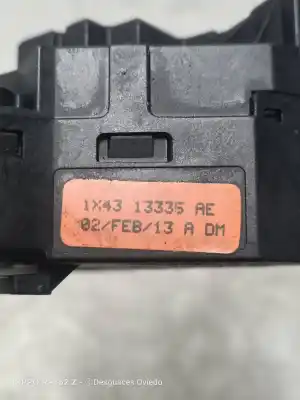 1X43 13335 AE
02/FEB/13 A DM
Desguaces Oviedo